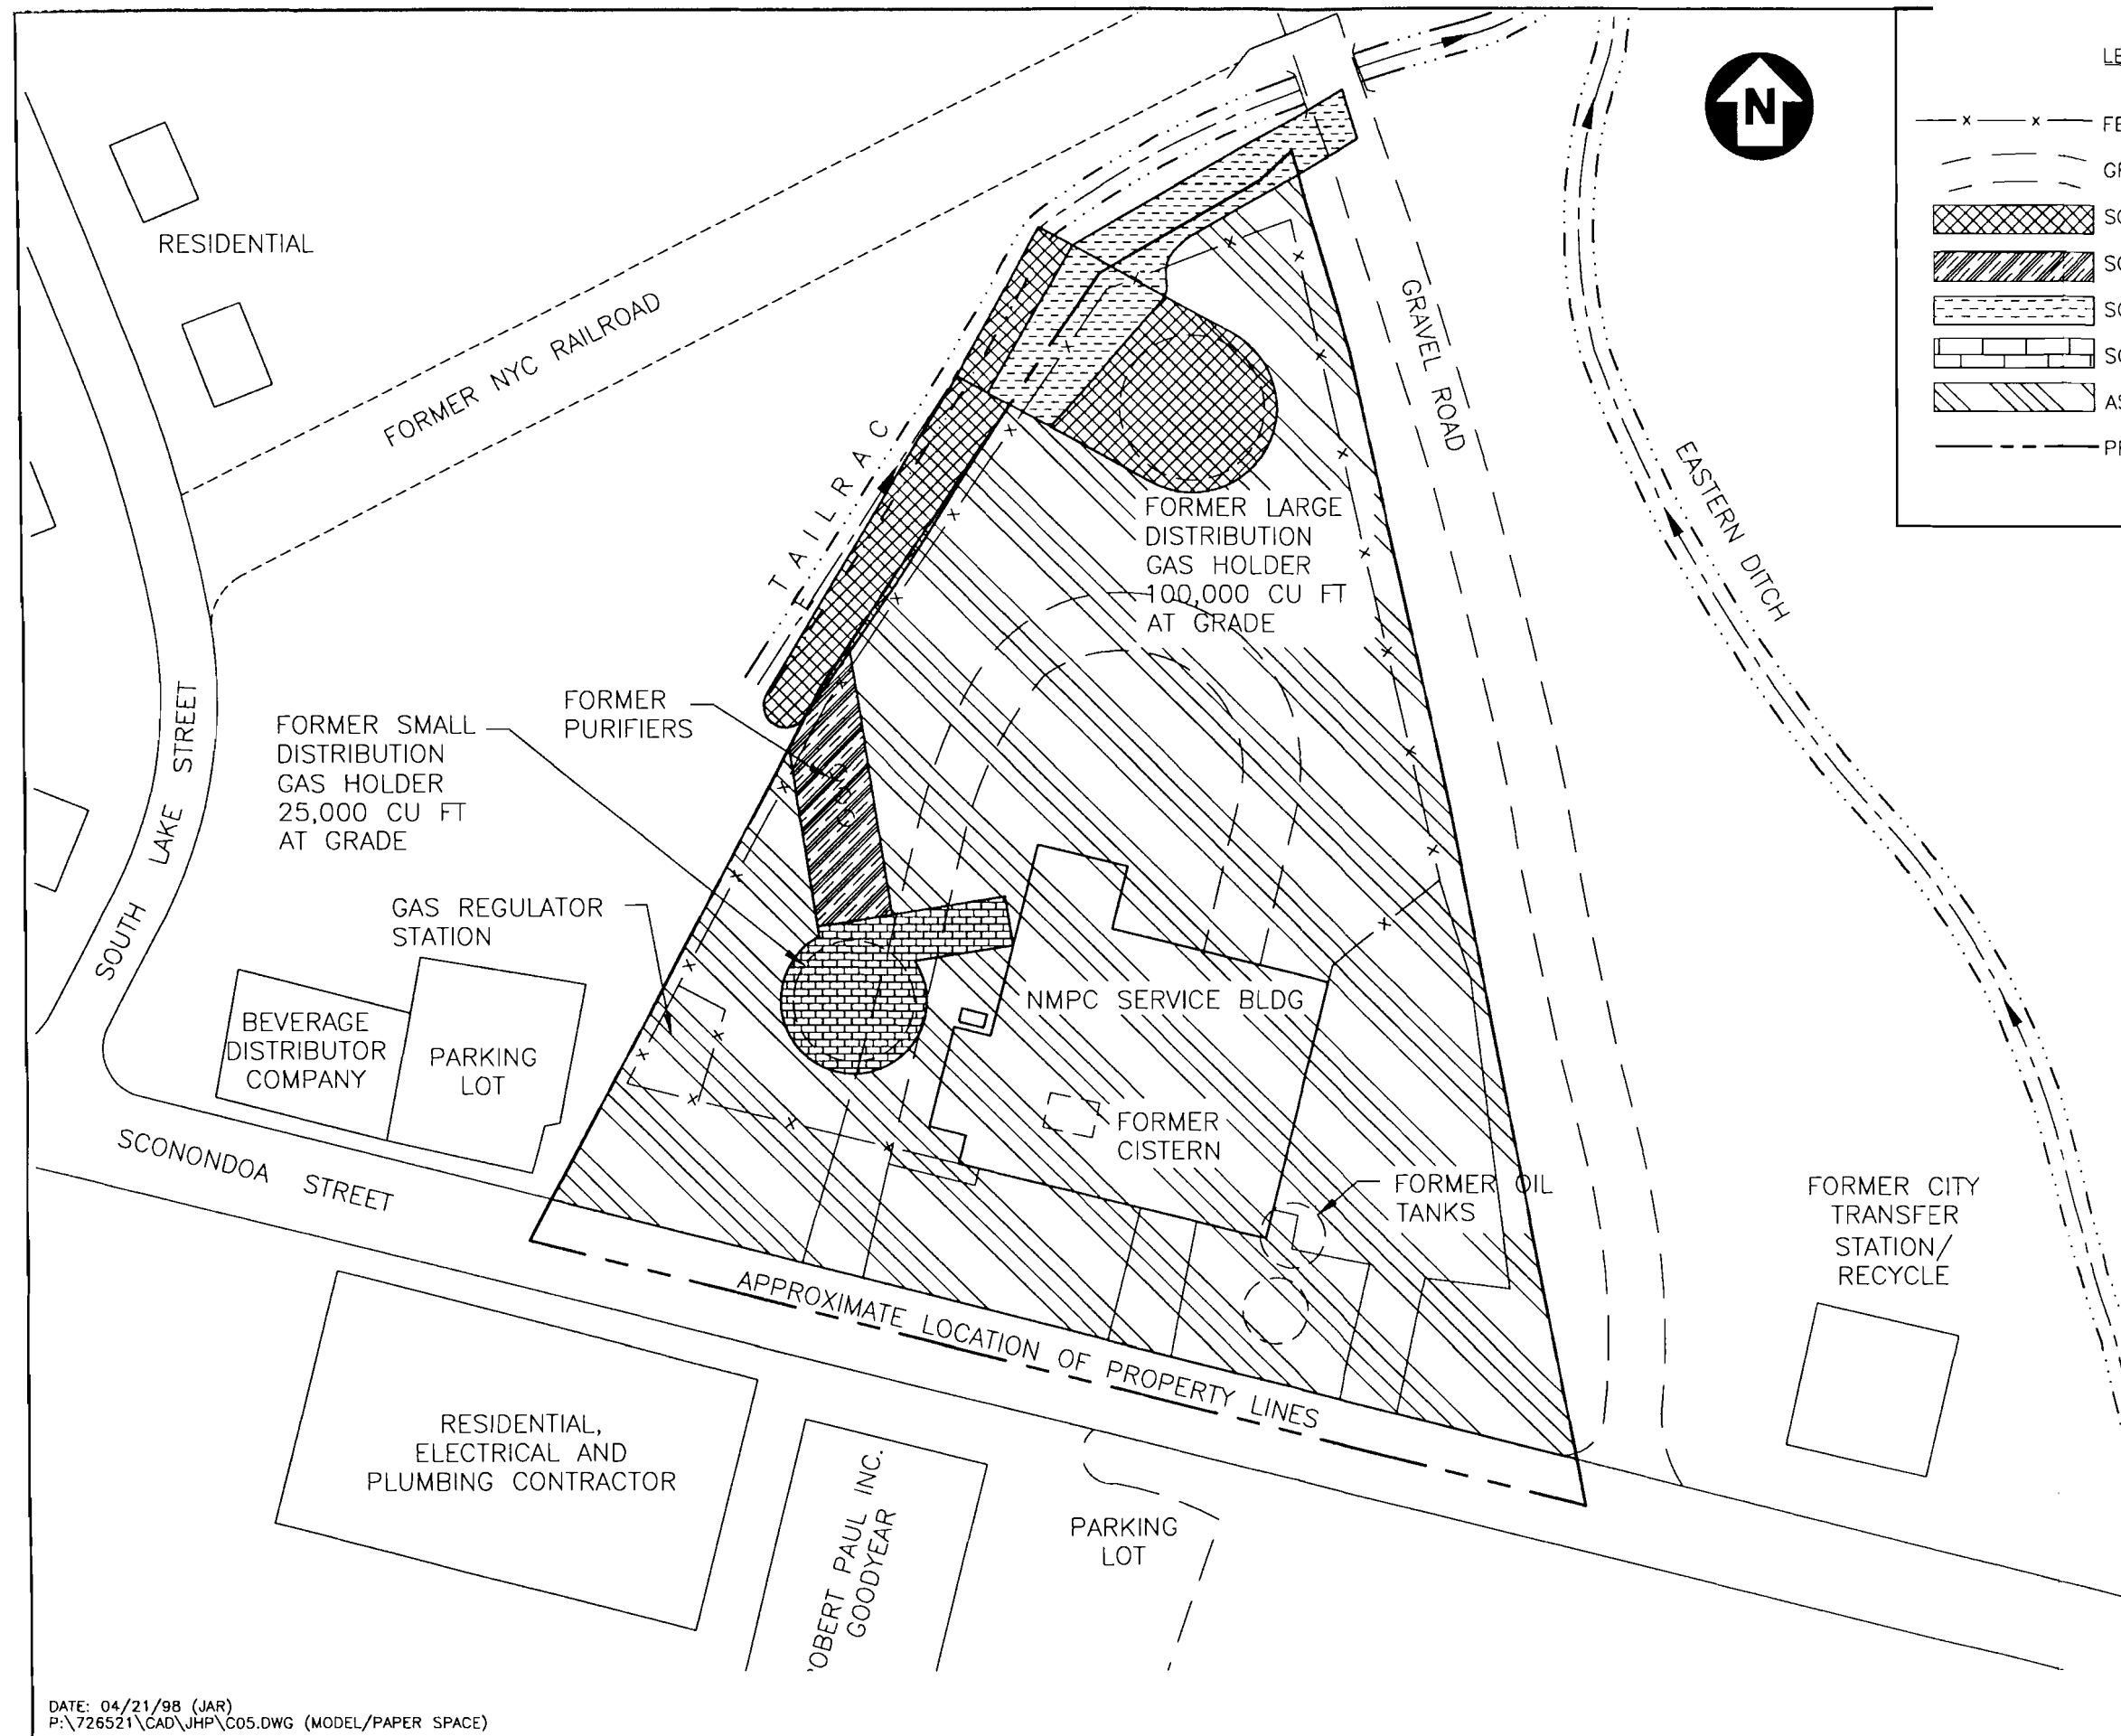 N
RESIDENTIAL
FORMER NYC RAILROAD
TAILRAC
GRAVEL ROAD
EASTERN DITCH
FORMER LARGE
DISTRIBUTION
GAS HOLDER
100,000 CU FT
AT GRADE
FORMER
PURIFIERS
FORMER SMALL
DISTRIBUTION
GAS HOLDER
25,000 CU FT
AT GRADE
SOUTH LAKE STREET
GAS REGULATOR
STATION
BEVERAGE
DISTRIBUTOR
COMPANY
PARKING
LOT
NMPC SERVICE BLDG
FORMER
CISTERN
FORMER OIL
TANKS
FORMER CITY
TRANSFER
STATION/
RECYCLE
SCONONDOA STREET
APPROXIMATE LOCATION OF PROPERTY LINES
RESIDENTIAL,
ELECTRICAL AND
PLUMBING CONTRACTOR
OBERT PAUL INC.
GOODYEAR
PARKING
LOT
DATE: 04/21/98 (JAR)
P:\726521\CAD\JHP\C05.DWG (MODEL/PAPER SPACE)